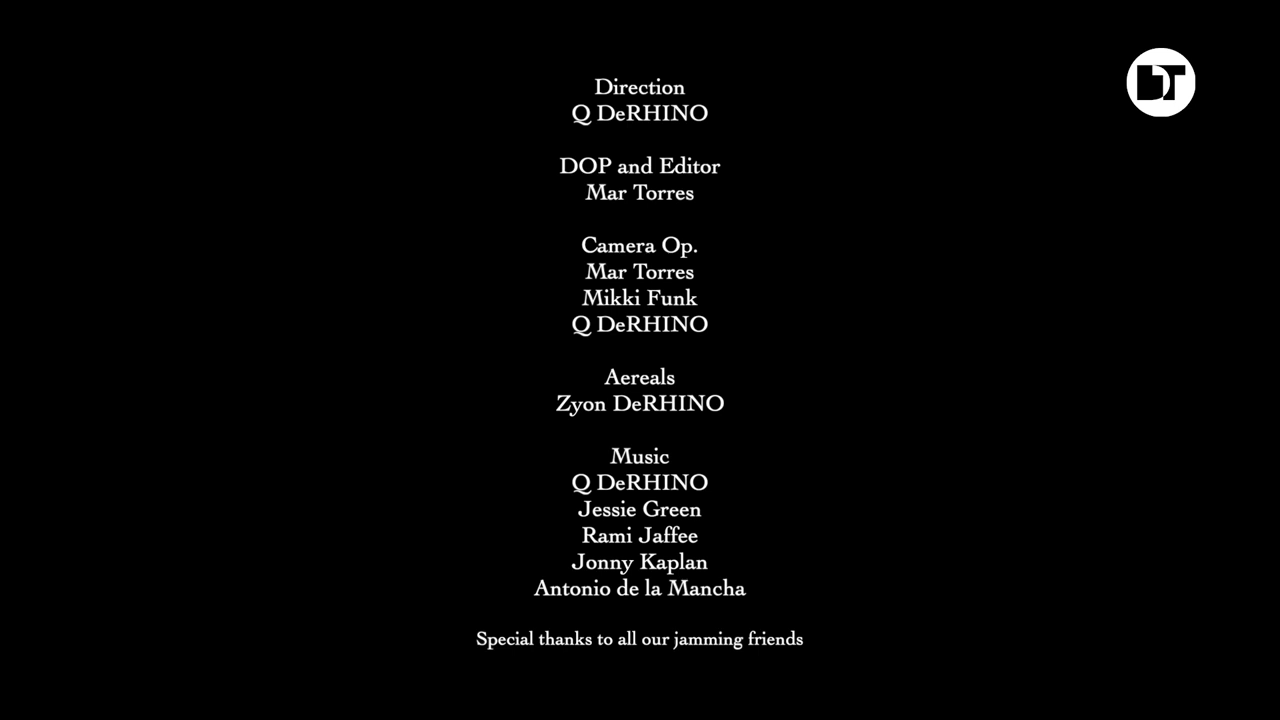 DT
Direction
Q DeRHINO
DOP and Editor
Mar Torres
Camera Op.
Mar Torres
Mikki Funk
Q DeRHINO
Aereals
Zyon DeRHINO
Music
Q DeRHINO
Jessie Green
Rami Jaffee
Jonny Kaplan
Antonio de la Mancha
Special thanks to all our jamming friends